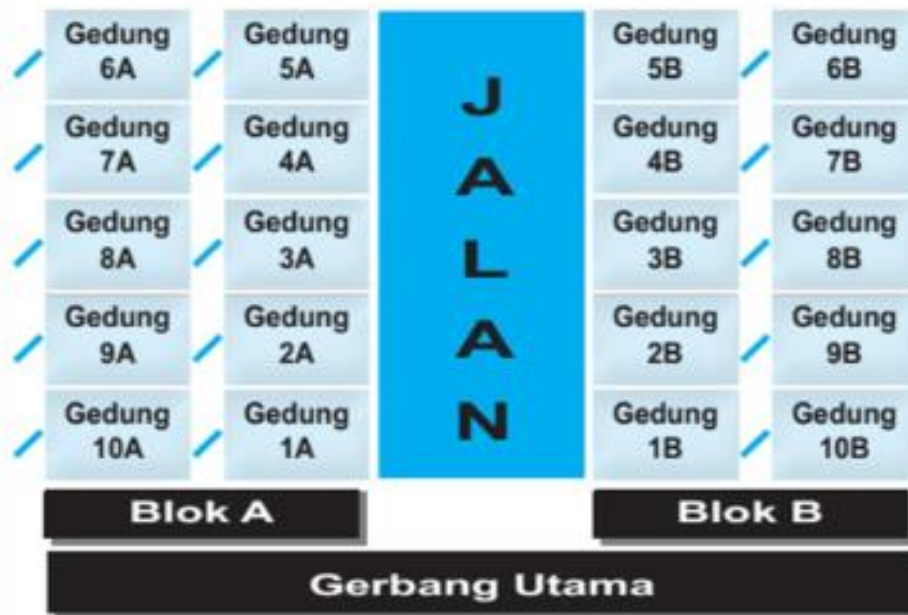 Gedung
6A
Gedung
5A
Gedung
5B
Gedung
6B
Gedung
7A
Gedung
4A
Gedung
4B
Gedung
7B
Gedung
8A
Gedung
3A
Gedung
3B
Gedung
8B
Gedung
9A
Gedung
2A
Gedung
2B
Gedung
9B
Gedung
10A
Gedung
1A
Gedung
1B
Gedung
10B
J
A
L
A
N
Blok A
Blok B
Gerbang Utama